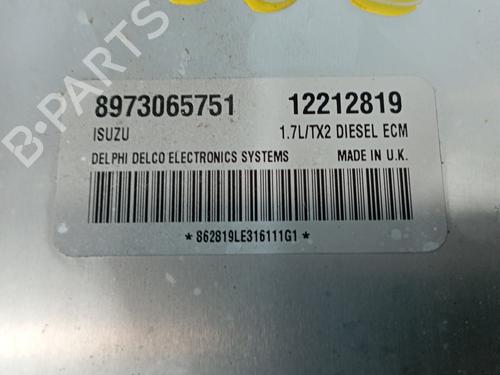 B-PARTS
8973065751 12212819
ISUZU 1.7L/TX2 DIESEL ECM
DELPHI DELCO ELECTRONICS SYSTEMS MADE IN U.K.
*862819LE316111G1*